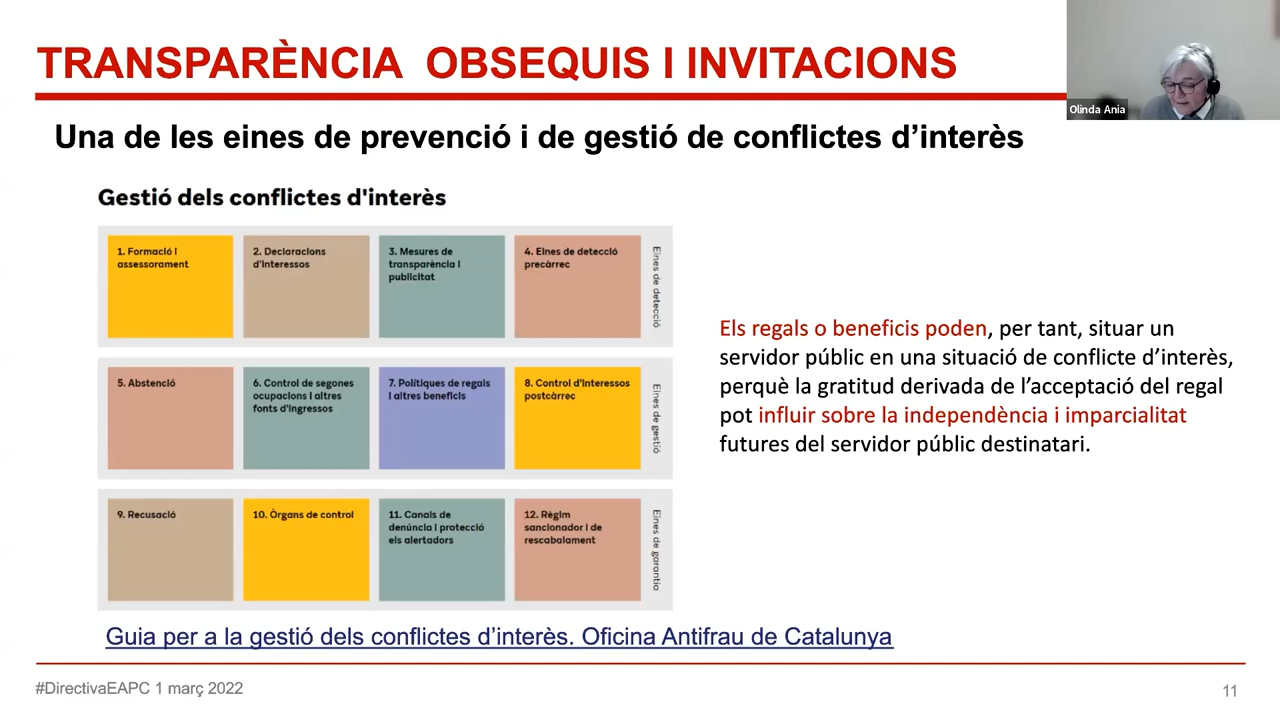 TRANSPARÈNCIA OBSEQUIS I INVITACIONS
Olinda Ania
Una de les eines de prevenció i de gestió de conflictes d’interès
Gestió dels conflictes d'interès
1. Formació i
assessorament
2. Declaracions
d'interessos
3. Mesures de
transparència i
publicitat
4. Eines de detecció
precàrrec
Eines de detecció
5. Abstenció
6. Control de segones
ocupacions i altres
fonts d'ingressos
7. Polítiques de regals
i altres beneficis
8. Control d'interessos
postcàrrec
Eines de gestió
9. Recusació
10. Òrgans de control
11. Canals de
denúncia i protecció
els alertadors
12. Règim
sancionador i de
rescabalament
Eines de garantia
Els regals o beneficis poden, per tant, situar un
servidor públic en una situació de conflicte d’interès,
perquè la gratitud derivada de l’acceptació del regal
pot influir sobre la independència i imparcialitat
futures del servidor públic destinatari.
Guia per a la gestió dels conflictes d’interès. Oficina Antifrau de Catalunya
#DirectivaEAPC 1 març 2022
11